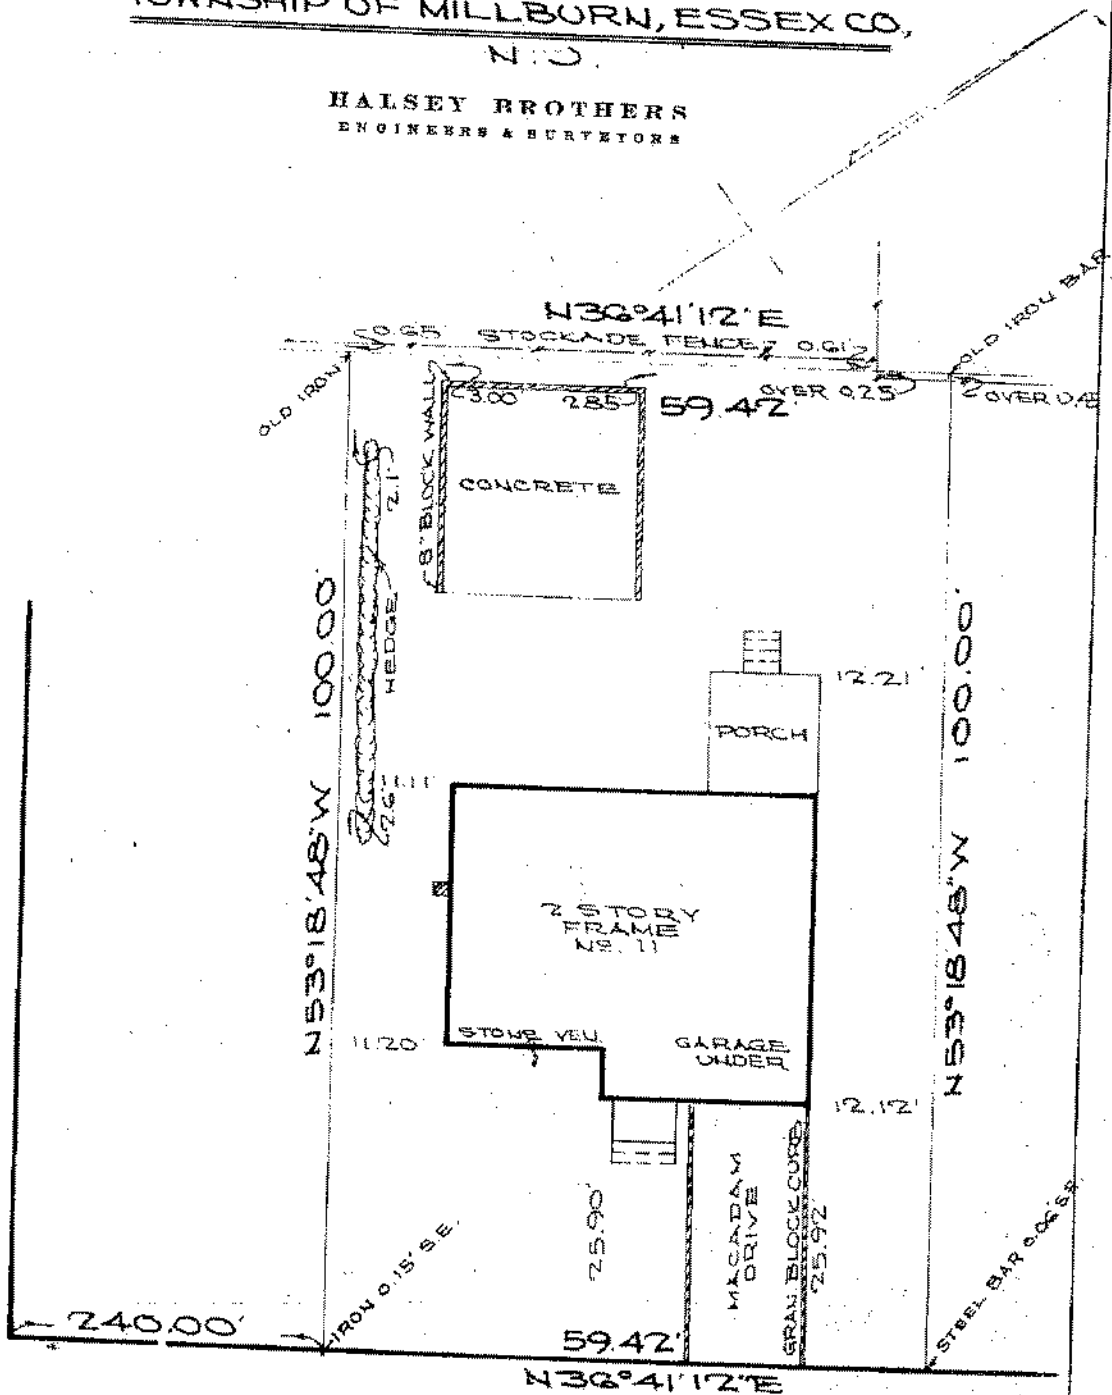 TOWNSHIP OF MILLBURN, ESSEX CO.,
N.J.
HALSEY BROTHERS
ENGINEERS & SURVEYORS
N36°41'12"E
0.65'
STOCKADE FENCE
0.61'
OLD IRON BAR
OLD IRON
3.00'
2.85'
59.42'
OVER 0.25'
OVER
8" BLOCK WALL
CONCRETE
2.1'
HEDGE
2.6'
N53°18'48"W 100.00'
N53°18'48"W 100.00'
12.21'
PORCH
11.11'
2 STORY
FRAME
No. 11
11.20'
STONE VEN.
GARAGE
UNDER
12.12'
25.90'
MACADAM
DRIVE
GRAN. BLOCK CURB
25.92'
IRON 0.15' S.E.
STEEL BAR 0.06' S.E.
240.00'
59.42'
N36°41'12"E